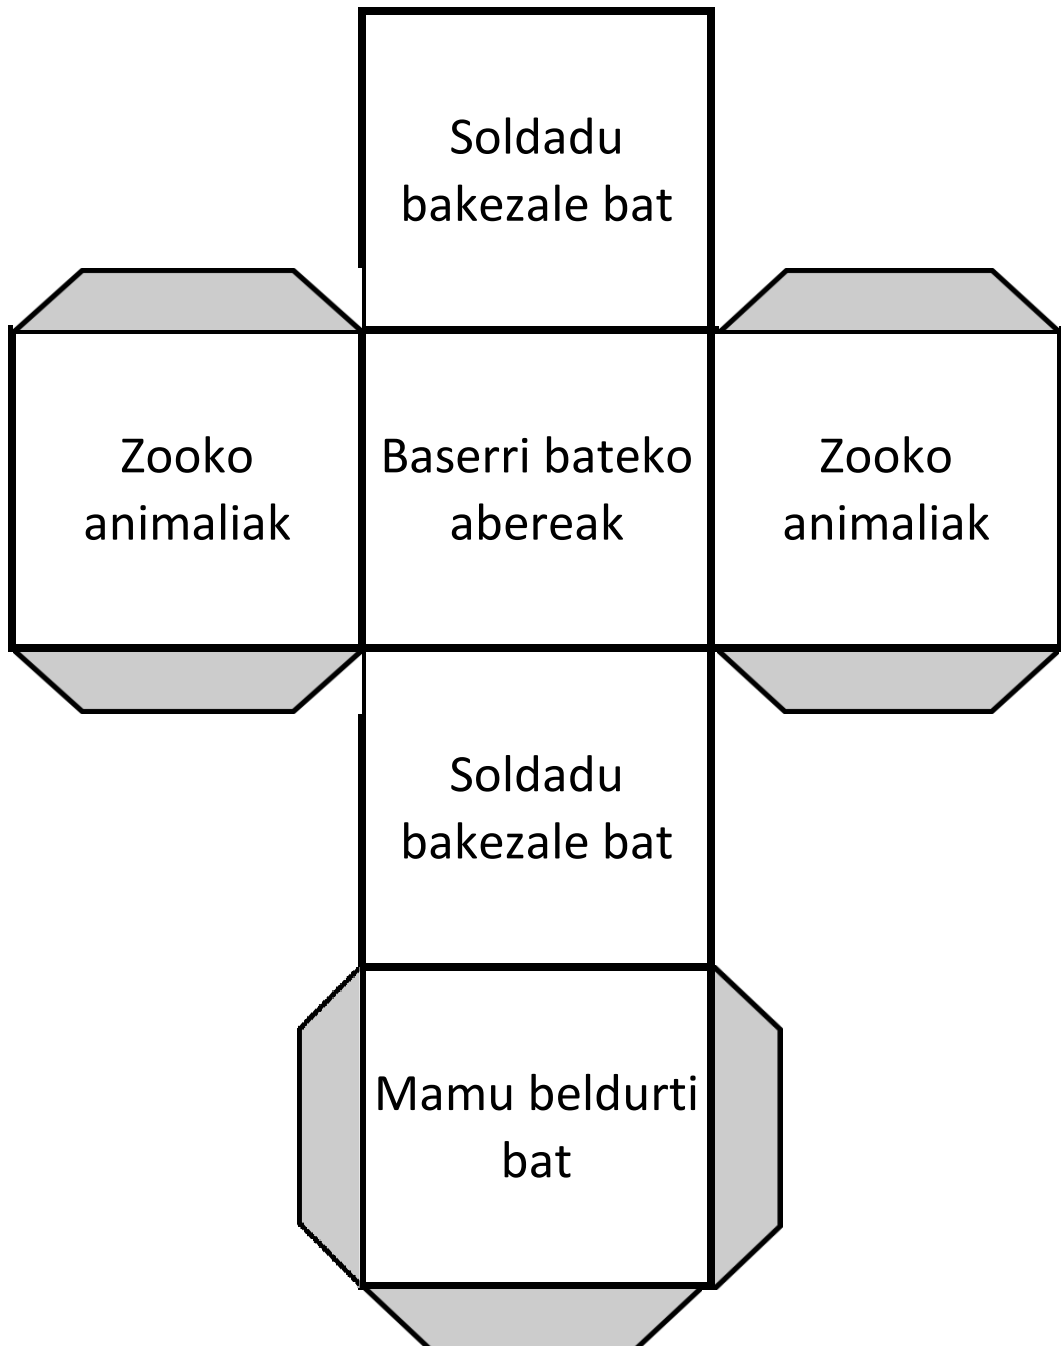 Soldadu
bakezale bat
Zooko
animaliak
Baserri bateko
abereak
Zooko
animaliak
Soldadu
bakezale bat
Mamu beldurti
bat